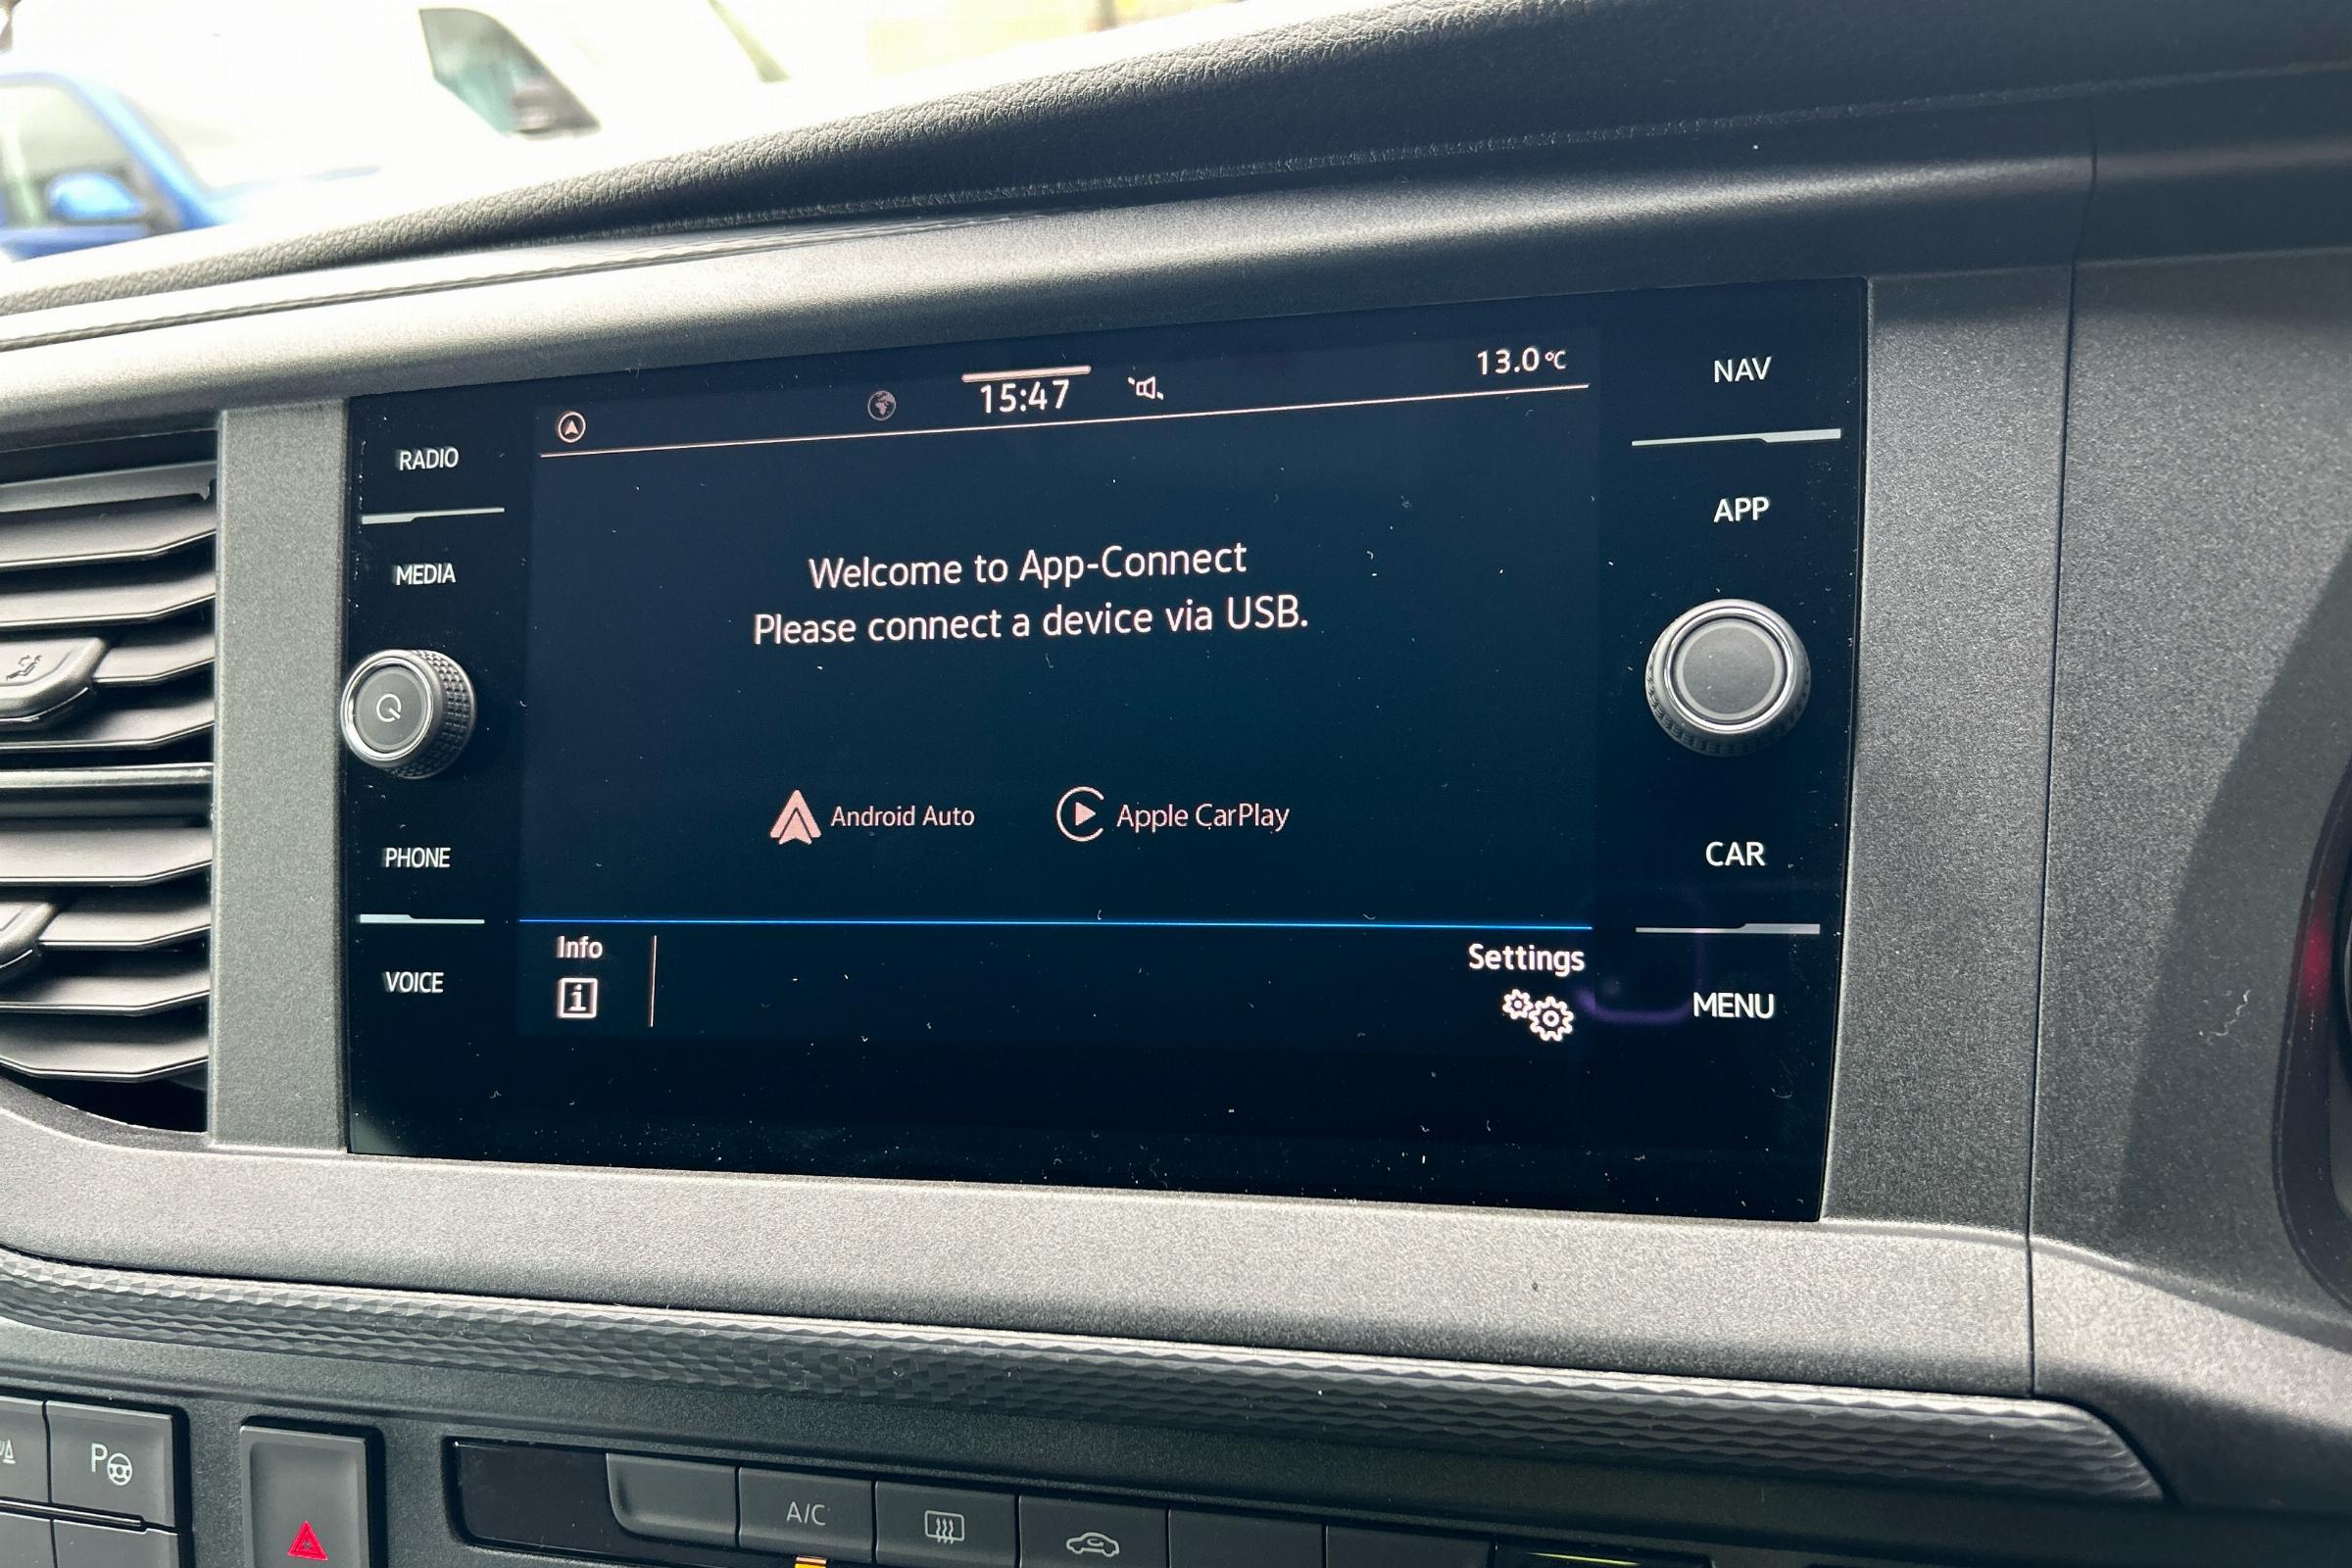 RADIO
MEDIA
PHONE
VOICE
15:47
13.0°C
Welcome to App-Connect
Please connect a device via USB.
Android Auto
Apple CarPlay
Info
i
Settings
NAV
APP
CAR
MENU
P
A/C